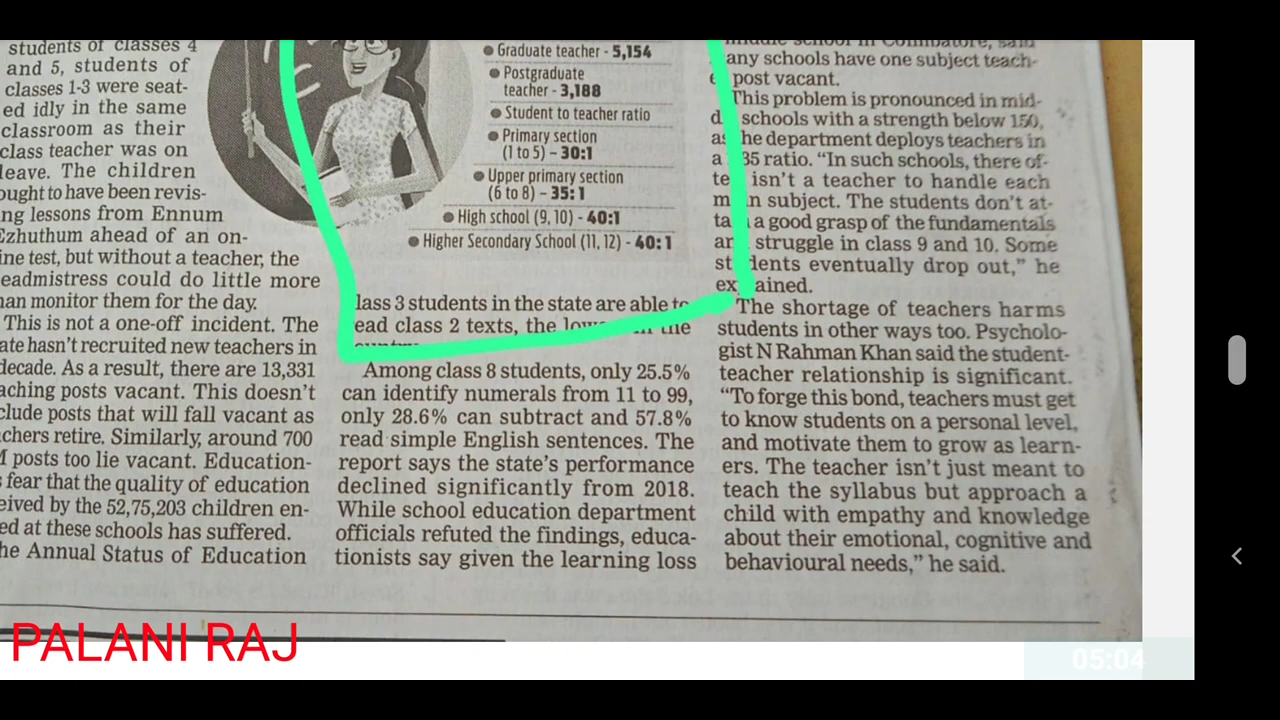 students of classes 4
and 5, students of
classes 1-3 were seat-
ed idly in the same
classroom as their
class teacher was on
leave. The children
ought to have been revis-
ng lessons from Ennum
Ezhuthum ahead of an on-
ine test, but without a teacher, the
eadmistress could do little more
han monitor them for the day.
This is not a one-off incident. The
ate hasn't recruited new teachers in
decade. As a result, there are 13,331
aching posts vacant. This doesn't
clude posts that will fall vacant as
chers retire. Similarly, around 700
posts too lie vacant. Education-
fear that the quality of education
eived by the 52,75,203 children en-
ed at these schools has suffered.
he Annual Status of Education
Graduate teacher - 5,154
Postgraduate
teacher - 3,188
Student to teacher ratio
Primary section
(1 to 5) – 30:1
Upper primary section
(6 to 8) – 35:1
High school (9, 10) - 40:1
Higher Secondary School (11, 12) - 40:1
lass 3 students in the state are able to
ead class 2 texts, the the
Among class 8 students, only 25.5%
can identify numerals from 11 to 99,
only 28.6% can subtract and 57.8%
read simple English sentences. The
report says the state's performance
declined significantly from 2018.
While school education department
officials refuted the findings, educa-
tionists say given the learning loss
middle school in Coimbatore, said
any schools have one subject teach-
post vacant.
This problem is pronounced in mid-
schools with a strength below 150,
he department deploys teachers in
a 35 ratio. "In such schools, there of-
isn't a teacher to handle each
subject. The students don't at-
a good grasp of the fundamentals
struggle in class 9 and 10. Some
dents eventually drop out," he
ained.
The shortage of teachers harms
students in other ways too. Psycholo-
gist N Rahman Khan said the student-
teacher relationship is significant.
"To forge this bond, teachers must get
to know students on a personal level,
and motivate them to grow as learn-
ers. The teacher isn't just meant to
teach the syllabus but approach a
child with empathy and knowledge
about their emotional, cognitive and
behavioural needs," he said.
PALANI RAJ
05:04